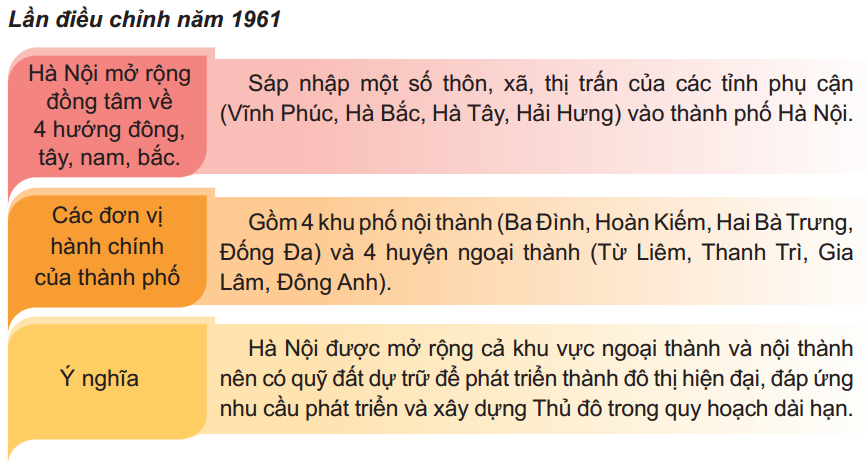 Lần điều chỉnh năm 1961
Hà Nội mở rộng
đồng tâm về
4 hướng đông,
tây, nam, bắc.
Sáp nhập một số thôn, xã, thị trấn của các tỉnh phụ cận
(Vĩnh Phúc, Hà Bắc, Hà Tây, Hải Hưng) vào thành phố Hà Nội.
Các đơn vị
hành chính
của thành phố
Gồm 4 khu phố nội thành (Ba Đình, Hoàn Kiếm, Hai Bà Trưng,
Đống Đa) và 4 huyện ngoại thành (Từ Liêm, Thanh Trì, Gia
Lâm, Đông Anh).
Ý nghĩa
Hà Nội được mở rộng cả khu vực ngoại thành và nội thành
nên có quỹ đất dự trữ để phát triển thành đô thị hiện đại, đáp ứng
nhu cầu phát triển và xây dựng Thủ đô trong quy hoạch dài hạn.